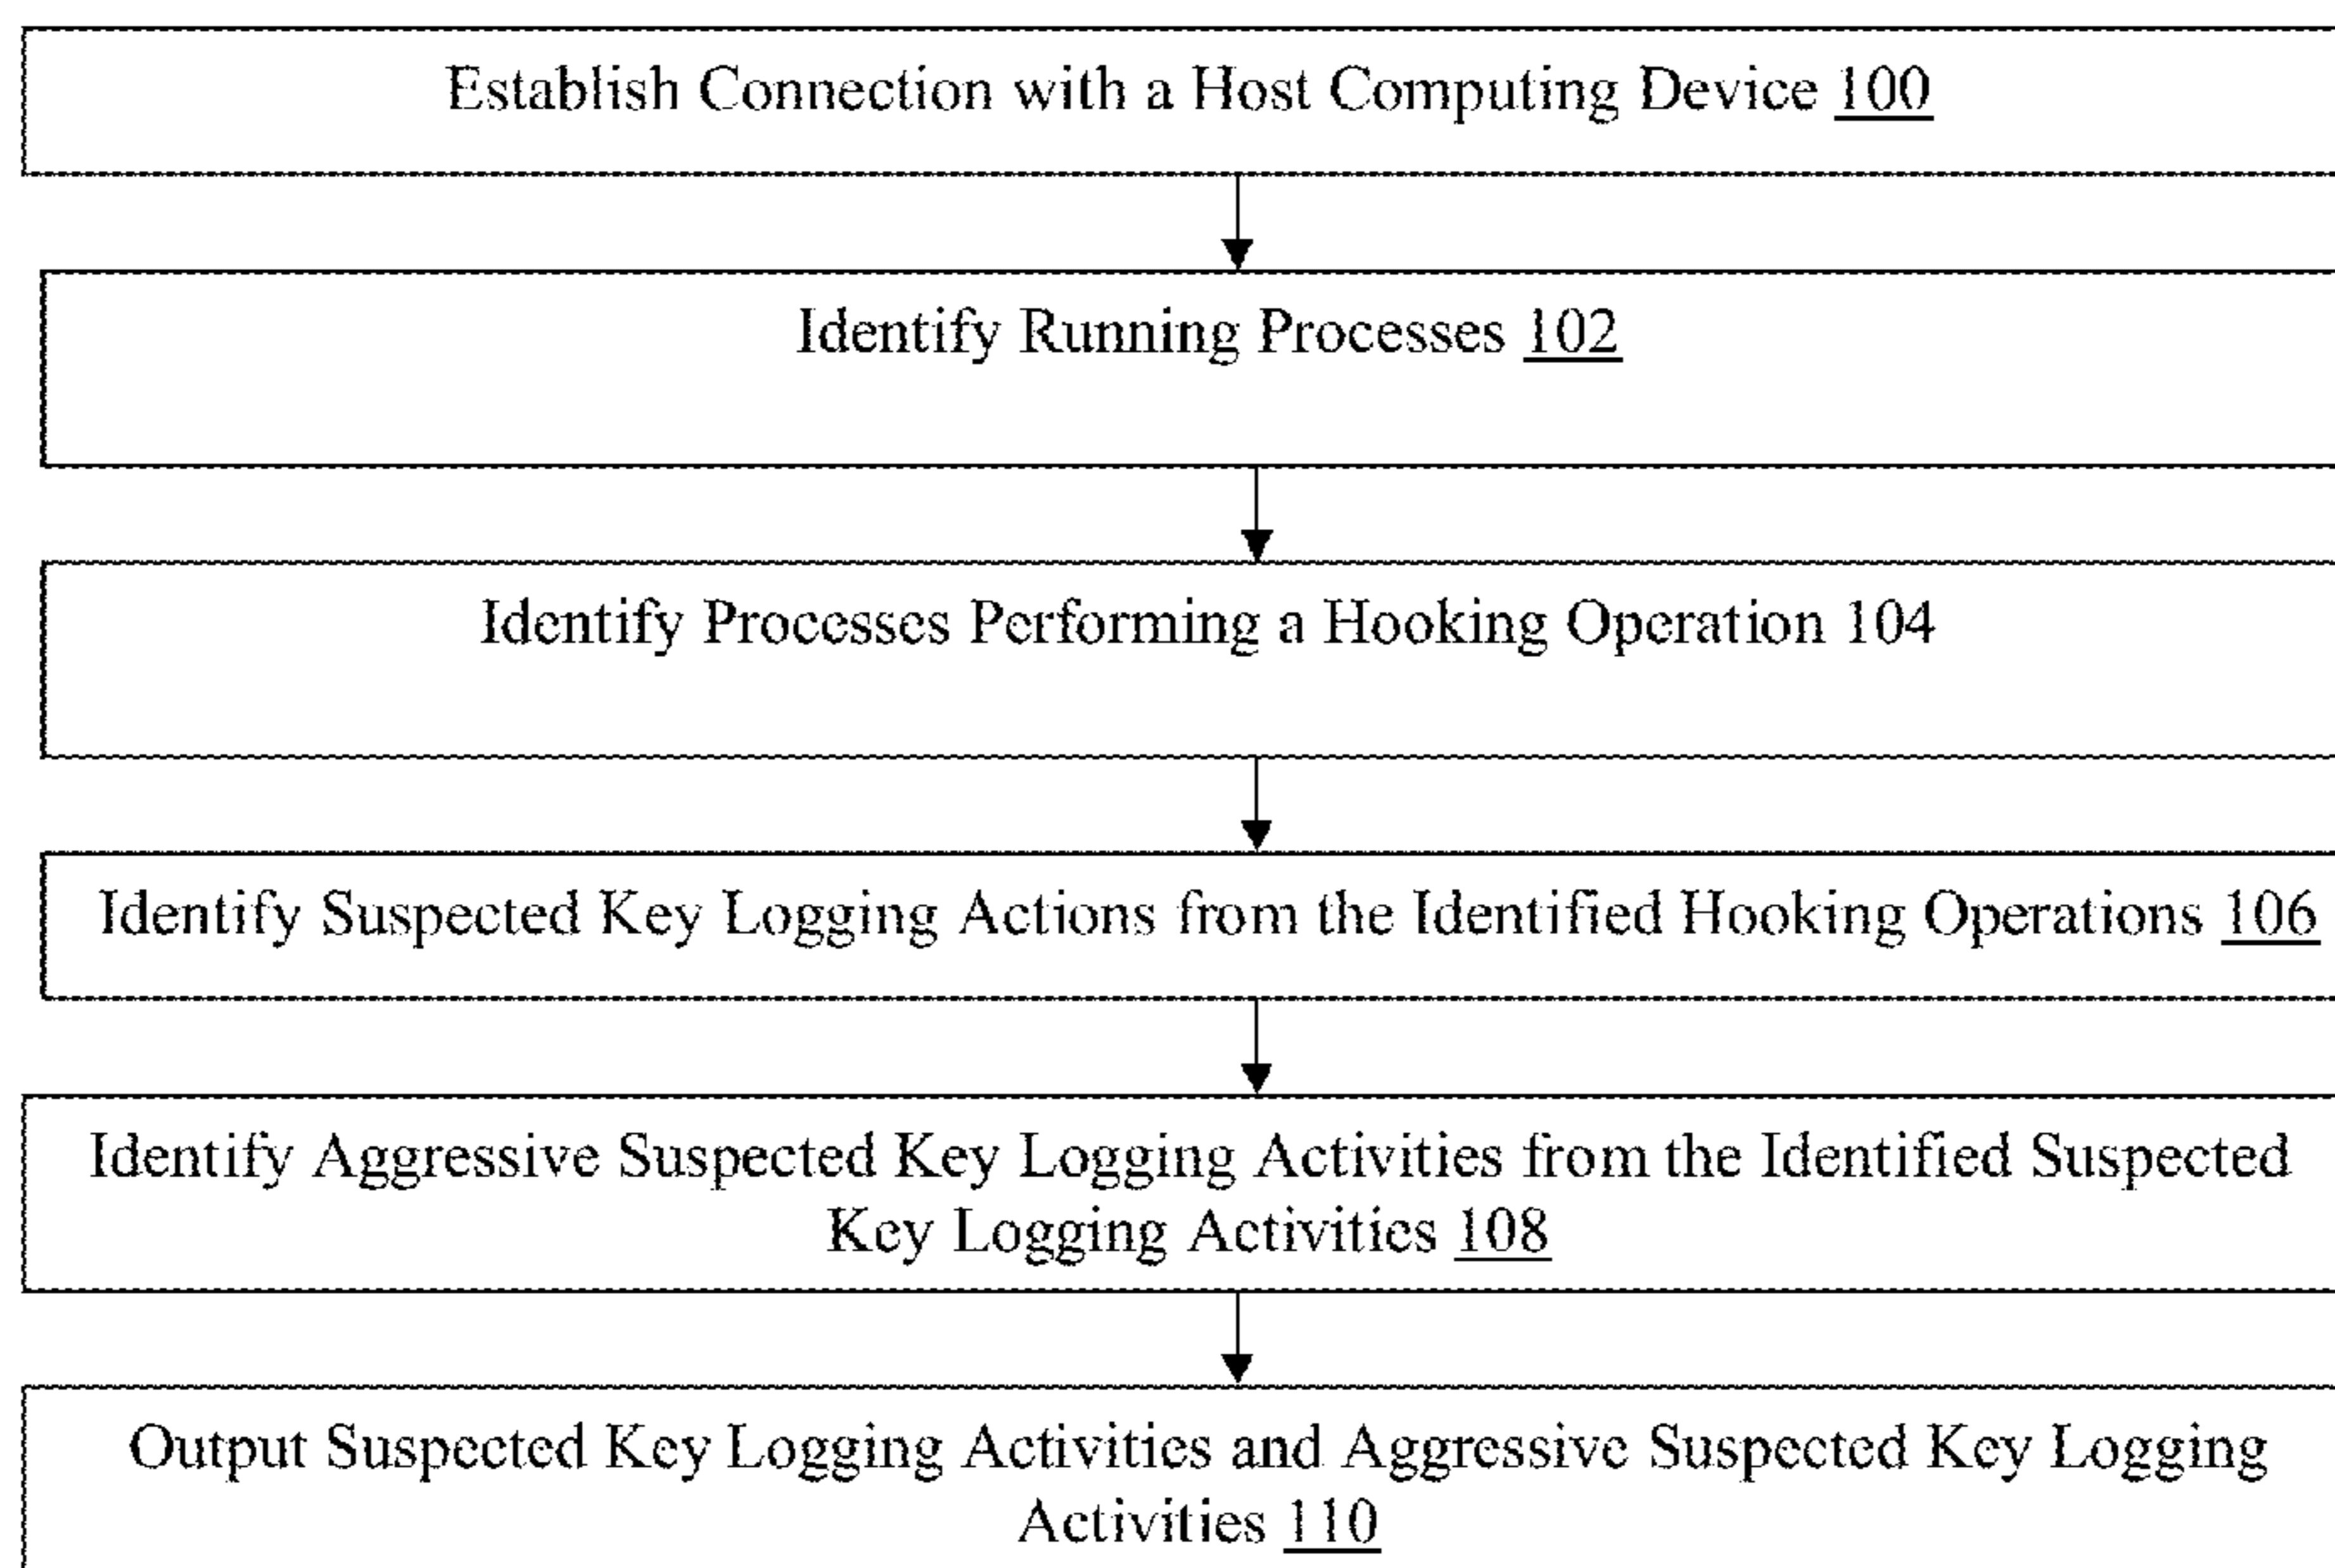 Establish Connection with a Host Computing Device 100
Identify Running Processes 102
Identify Processes Performing a Hooking Operation 104
Identify Suspected Key Logging Actions from the Identified Hooking Operations 106
Identify Aggressive Suspected Key Logging Activities from the Identified Suspected
Key Logging Activities 108
Output Suspected Key Logging Activities and Aggressive Suspected Key Logging
Activities 110